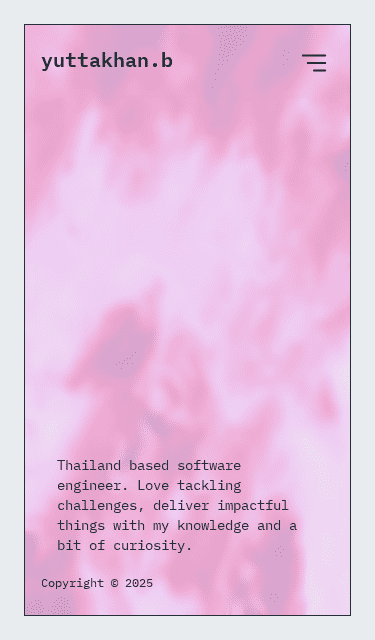 yuttakhan.b
Thailand based software
engineer. Love tackling
challenges, deliver impactful
things with my knowledge and a
bit of curiosity.
Copyright © 2025